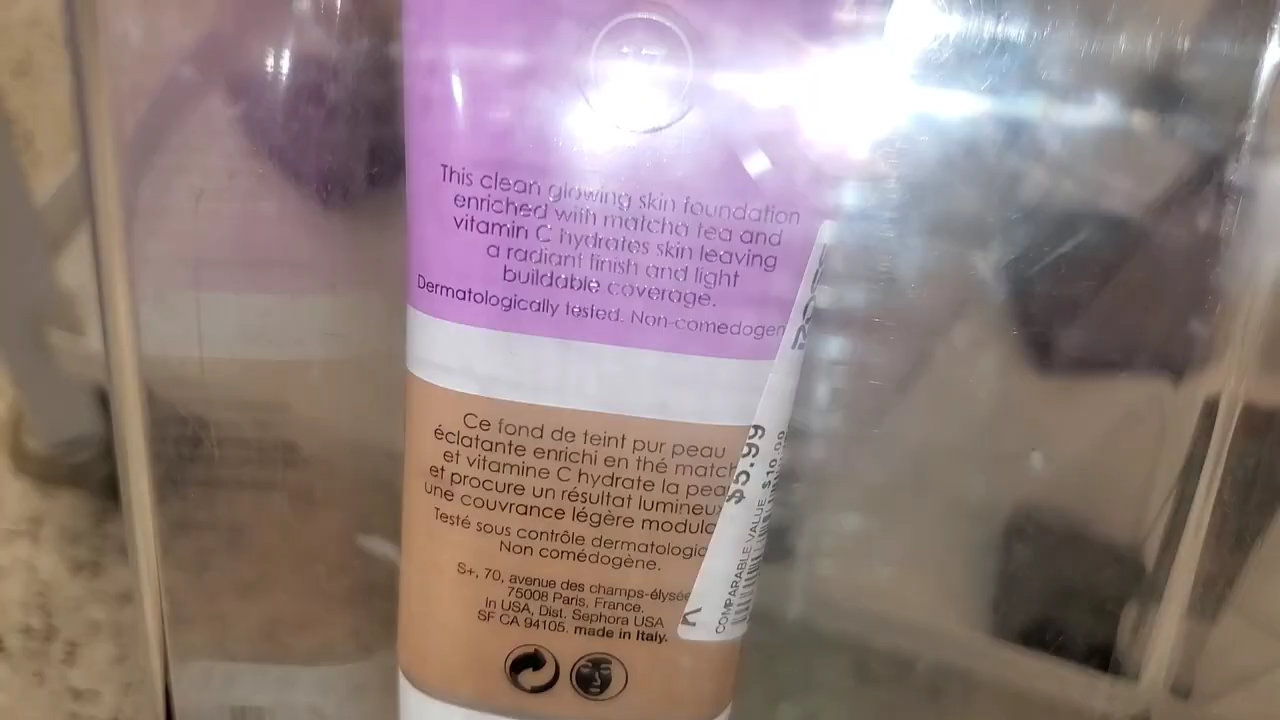 This clean glowing skin foundation
enriched with matcha tea and
vitamin C hydrates skin leaving
a radiant finish and light
buildable coverage.
Dermatologically tested. Non-comedogen
Ce fond de teint pur peau
éclatante enrichi en thé match
et vitamine C hydrate la peau
et procure un résultat lumineux
une couvrance légère modula
Testé sous contrôle dermatologic
Non comédogène.
S+, 70, avenue des champs-élysée
75008 Paris, France.
In USA, Dist. Sephora USA
SF CA 94105. made in Italy.
$5.99
COMPARABLE VALUE $10.99